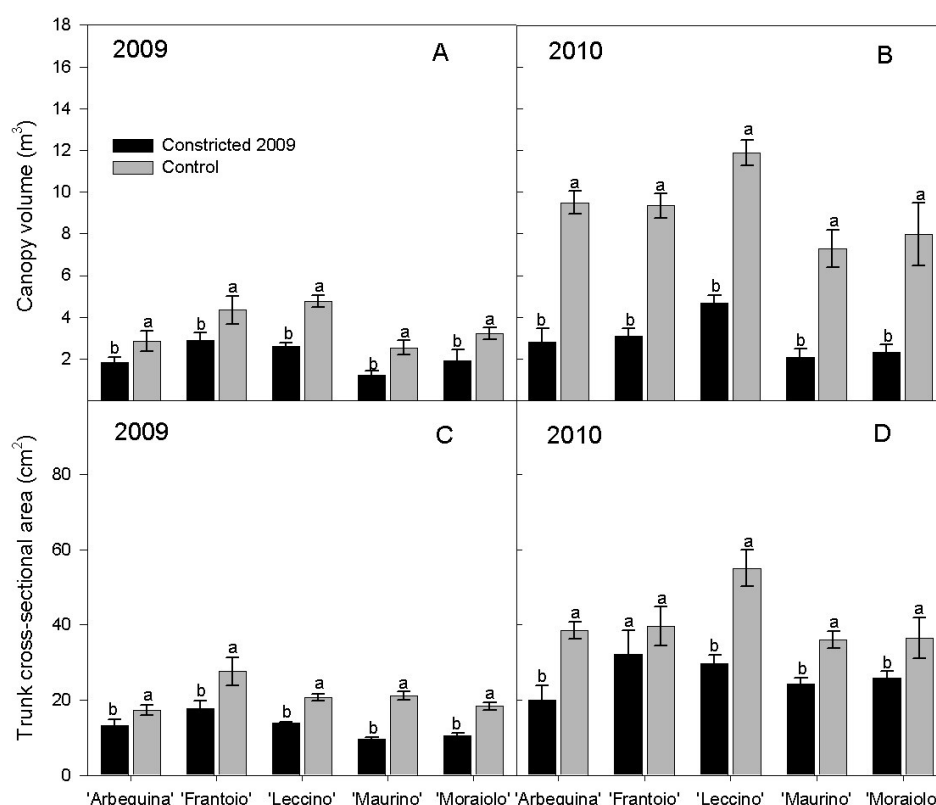 2009
A
2010
B
Canopy volume (m³)
18
16
14
12
10
8
6
4
2
Constricted 2009
Control
b a b a b a b a b a
b a b a b a b a b a
2009
C
2010
D
Trunk cross-sectional area (cm²)
80
60
40
20
0
b a b a b a b a b a
b a a a b a b a b a
'Arbequina' 'Frantoio' 'Leccino' 'Maurino' 'Moraiolo' 'Arbequina' 'Frantoio' 'Leccino' 'Maurino' 'Moraiolo'